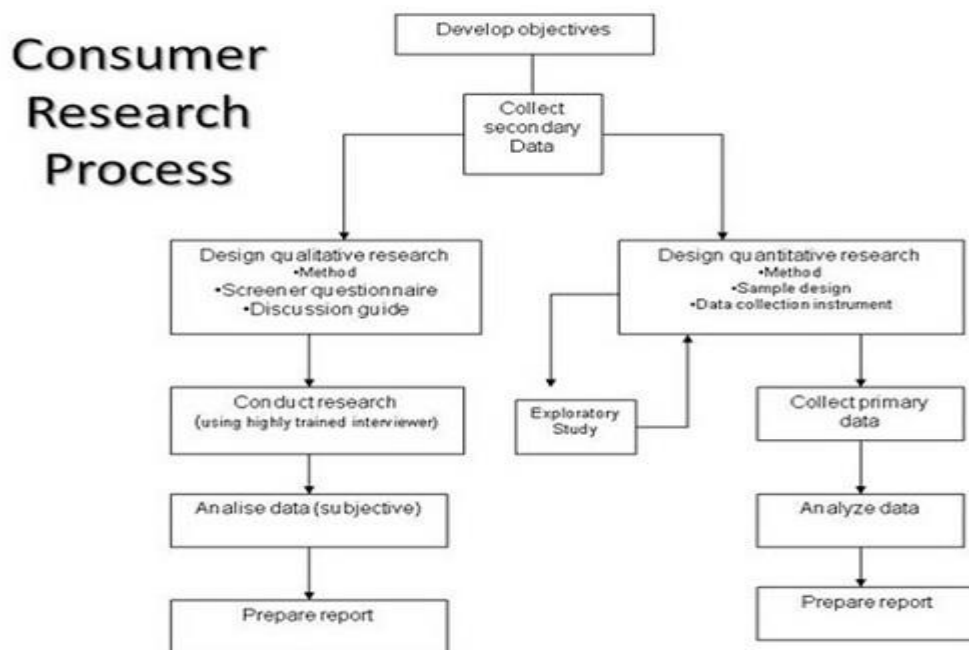 Consumer
Research
Process
Develop objectives
Collect
secondary
Data
Design qualitative research
•Method
•Screener questionnaire
•Discussion guide
Design quantitative research
•Method
•Sample design
•Data collection instrument
Conduct research
(using highly trained interviewer)
Exploratory
Study
Collect primary
data
Analise data (subjective)
Analyze data
Prepare report
Prepare report